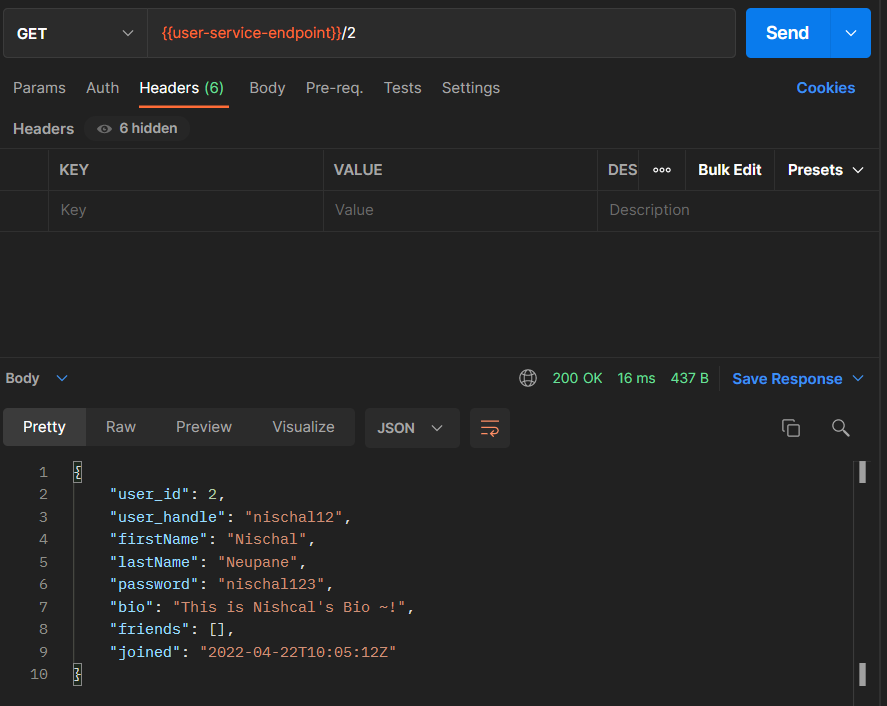 GET {{user-service-endpoint}}/2 Send
Params Auth Headers (6) Body Pre-req. Tests Settings Cookies
Headers 6 hidden
KEY VALUE DES ooo Bulk Edit Presets
Key Value Description
Body 200 OK 16 ms 437 B Save Response
Pretty Raw Preview Visualize JSON
1 {
2 "user_id": 2,
3 "user_handle": "nischal12",
4 "firstName": "Nischal",
5 "lastName": "Neupane",
6 "password": "nischal123",
7 "bio": "This is Nishcal's Bio ~!",
8 "friends": [],
9 "joined": "2022-04-22T10:05:12Z"
10 }